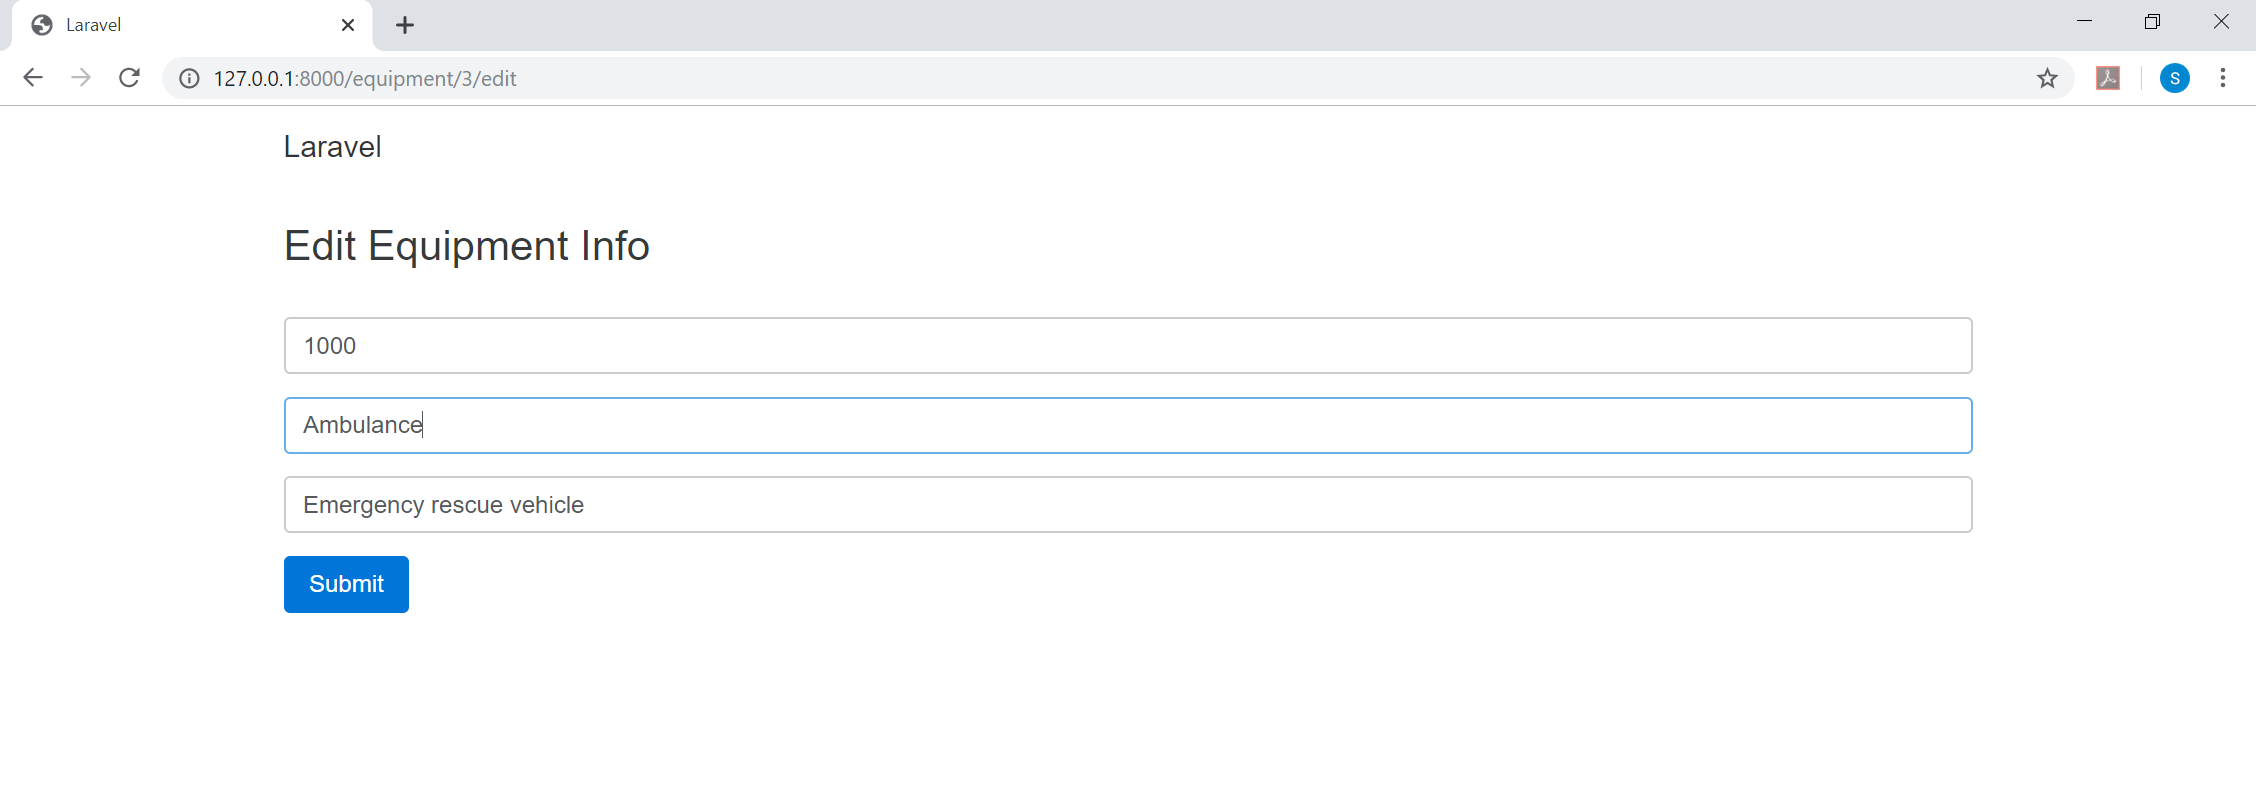 Laravel
127.0.0.1:8000/equipment/3/edit
S
Laravel
Edit Equipment Info
1000
Ambulance
Emergency rescue vehicle
Submit